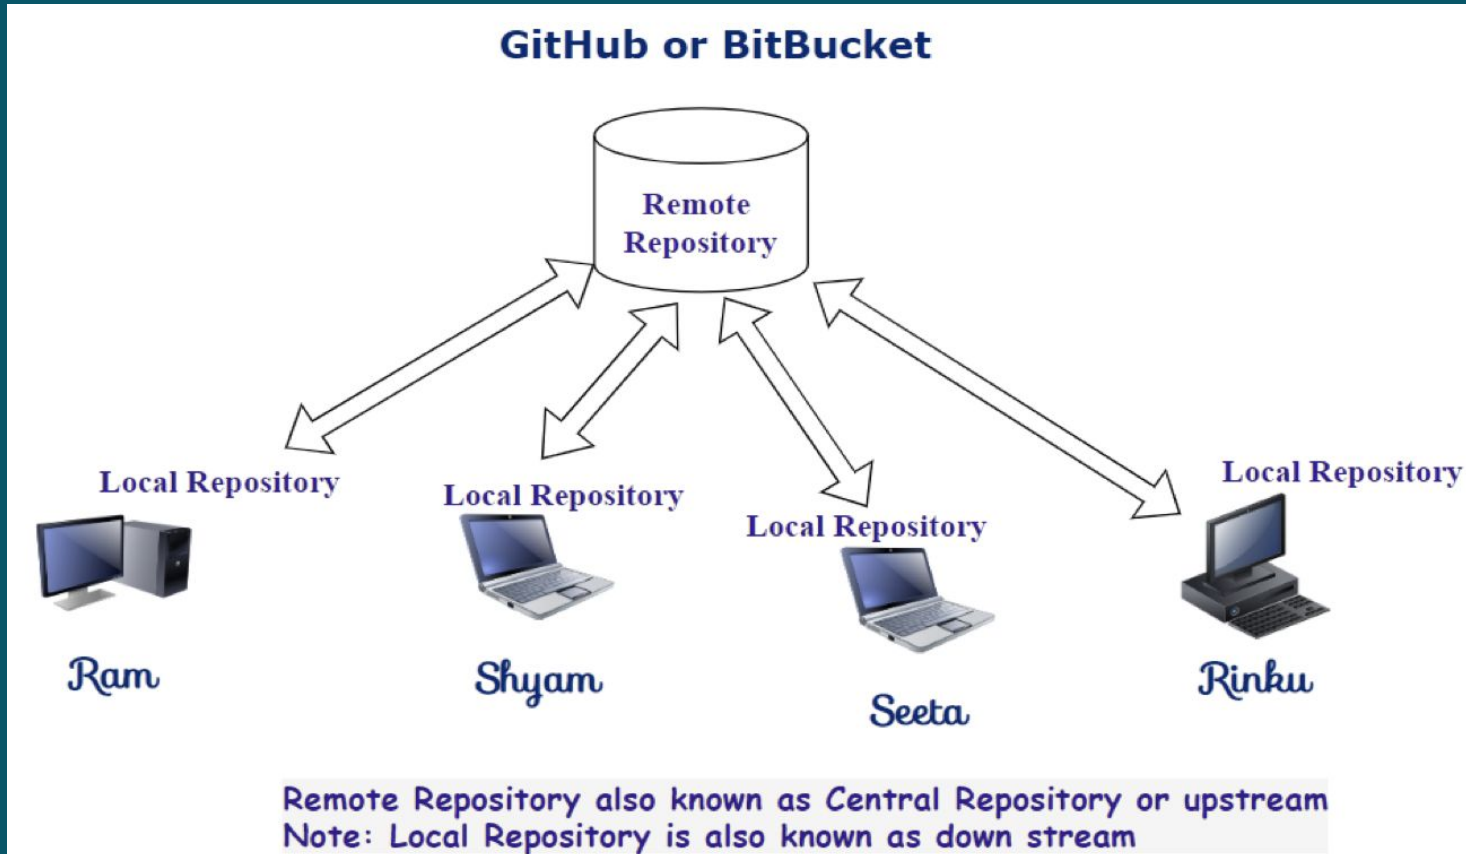 GitHub or BitBucket
Remote
Repository
Local Repository
Local Repository
Local Repository
Local Repository
Ram
Shyam
Seeta
Rinku
Remote Repository also known as Central Repository or upstream
Note: Local Repository is also known as down stream